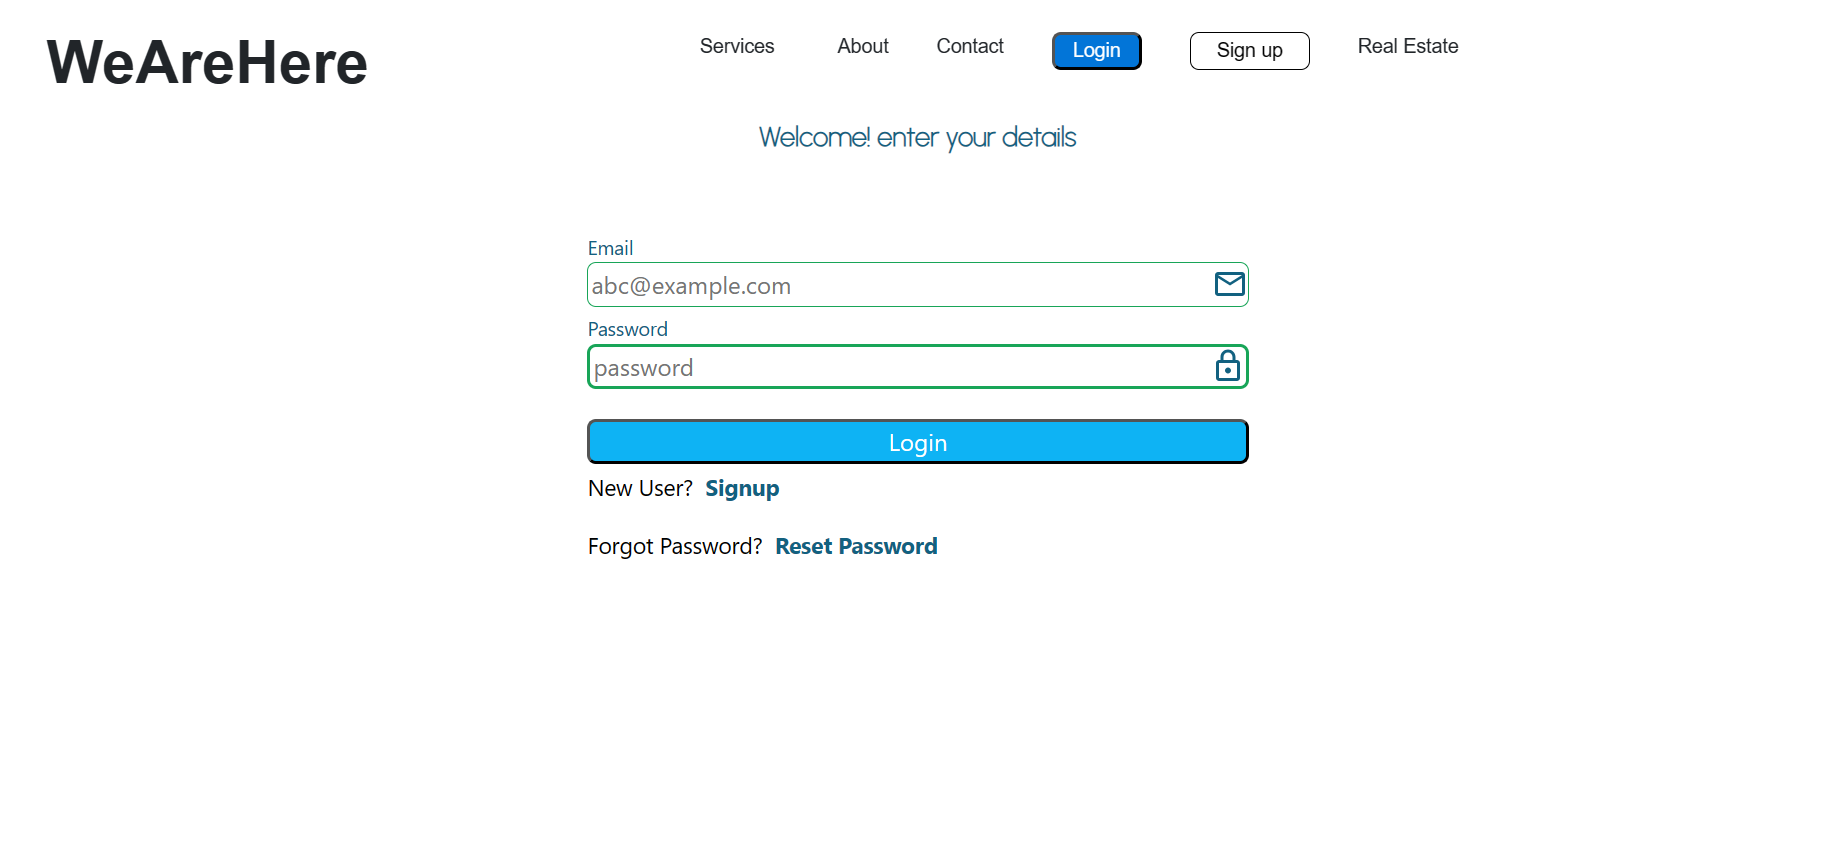 WeAreHere
Services About Contact Login Sign up Real Estate
Welcome! enter your details
Email
abc@example.com
Password
password
Login
New User? Signup
Forgot Password? Reset Password